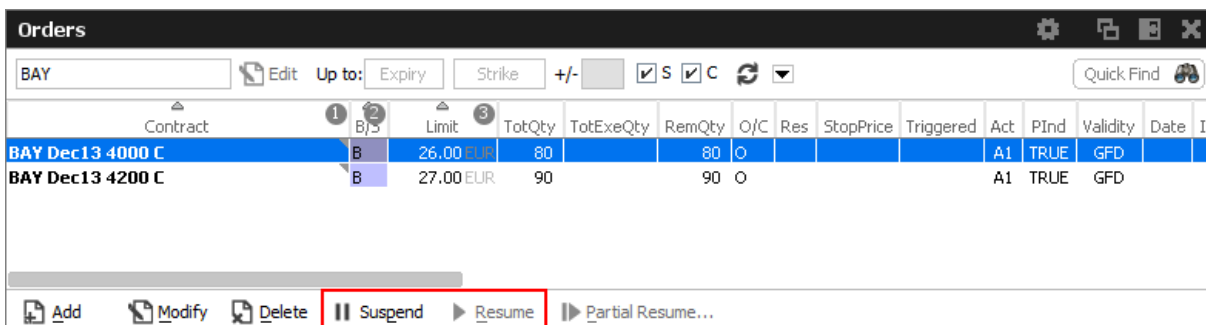 Orders
BAY Edit Up to: Expiry Strike +/- S C Quick Find
Contract 1 B/S 2 Limit 3 TotQty TotExeQty RemQty O/C Res StopPrice Triggered Act PInd Validity Date I
BAY Dec13 4000 C B 26.00 EUR 80 80 O A1 TRUE GFD
BAY Dec13 4200 C B 27.00 EUR 90 90 O A1 TRUE GFD
Add Modify Delete Suspend Resume Partial Resume...